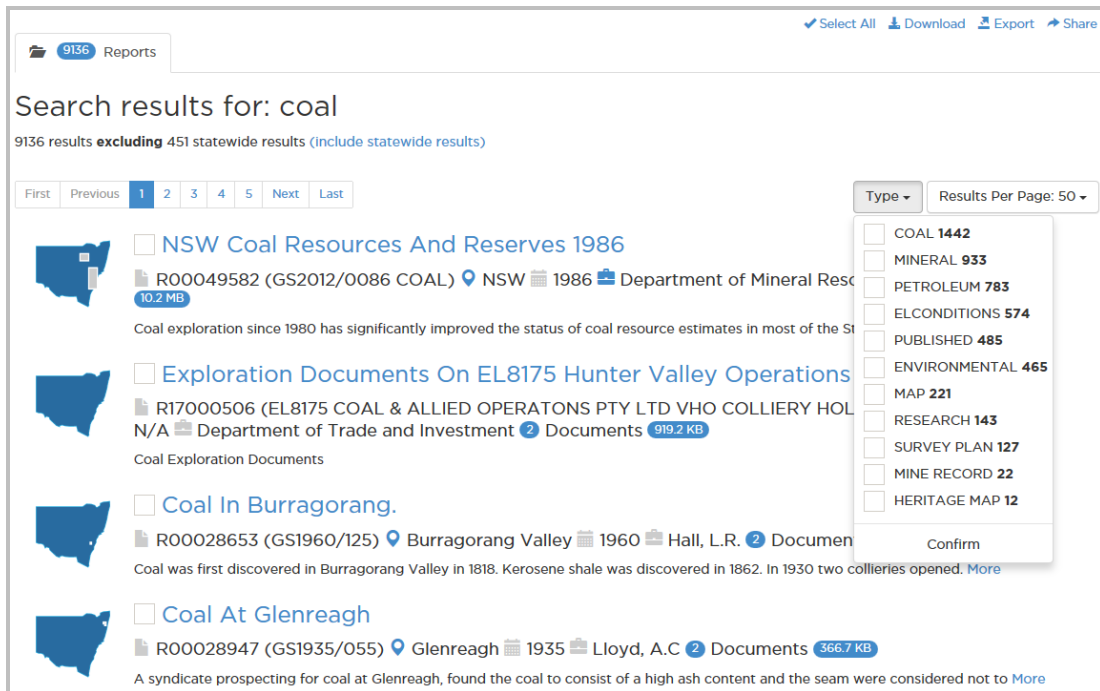 Select All Download Export Share
9136 Reports
Search results for: coal
9136 results excluding 451 statewide results (include statewide results)
First Previous 1 2 3 4 5 Next Last
Type Results Per Page: 50
COAL 1442
MINERAL 933
PETROLEUM 783
ELCONDITIONS 574
PUBLISHED 485
ENVIRONMENTAL 465
MAP 221
RESEARCH 143
SURVEY PLAN 127
MINE RECORD 22
HERITAGE MAP 12
Confirm
NSW Coal Resources And Reserves 1986
R00049582 (GS2012/0086 COAL) NSW 1986 Department of Mineral Reso
10.2 MB
Coal exploration since 1980 has significantly improved the status of coal resource estimates in most of the St
Exploration Documents On EL8175 Hunter Valley Operations
R17000506 (EL8175 COAL & ALLIED OPERATONS PTY LTD VHO COLLIERY HOL
N/A Department of Trade and Investment 2 Documents 919.2 KB
Coal Exploration Documents
Coal In Burragorang.
R00028653 (GS1960/125) Burragorang Valley 1960 Hall, L.R. 2 Documen
Coal was first discovered in Burragorang Valley in 1818. Kerosene shale was discovered in 1862. In 1930 two collieries opened. More
Coal At Glenreagh
R00028947 (GS1935/055) Glenreagh 1935 Lloyd, A.C 2 Documents 366.7 KB
A syndicate prospecting for coal at Glenreagh, found the coal to consist of a high ash content and the seam were considered not to More